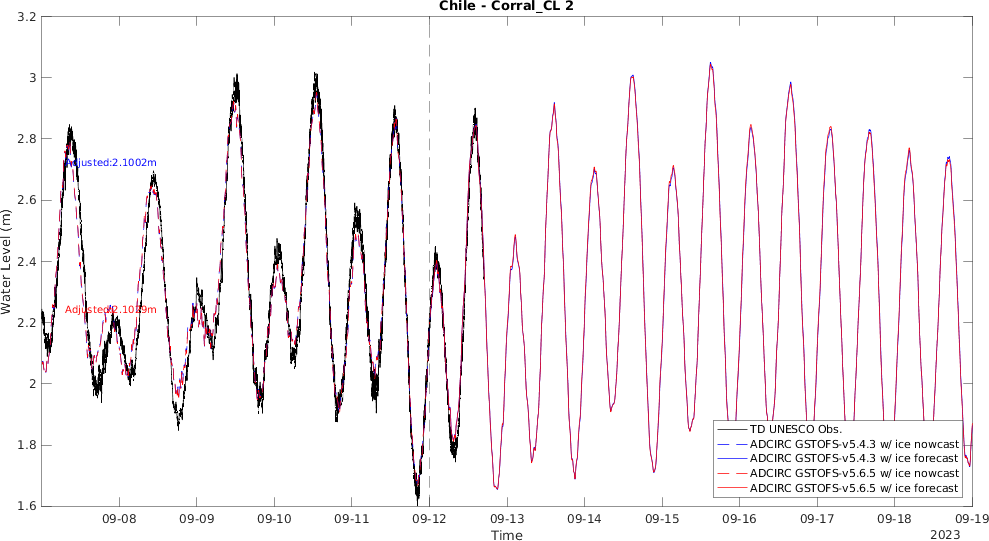 Chile - Corral_CL 2
3.2
3
2.8
2.6
2.4
2.2
2
1.8
1.6
Water Level (m)
Adjusted:2.1002m
Adjusted:2.1029m
TD UNESCO Obs.
ADCIRC GSTOFS-v5.4.3 w/ ice nowcast
ADCIRC GSTOFS-v5.4.3 w/ ice forecast
ADCIRC GSTOFS-v5.6.5 w/ ice nowcast
ADCIRC GSTOFS-v5.6.5 w/ ice forecast
09-08 09-09 09-10 09-11 09-12 09-13 09-14 09-15 09-16 09-17 09-18 09-19
Time
2023